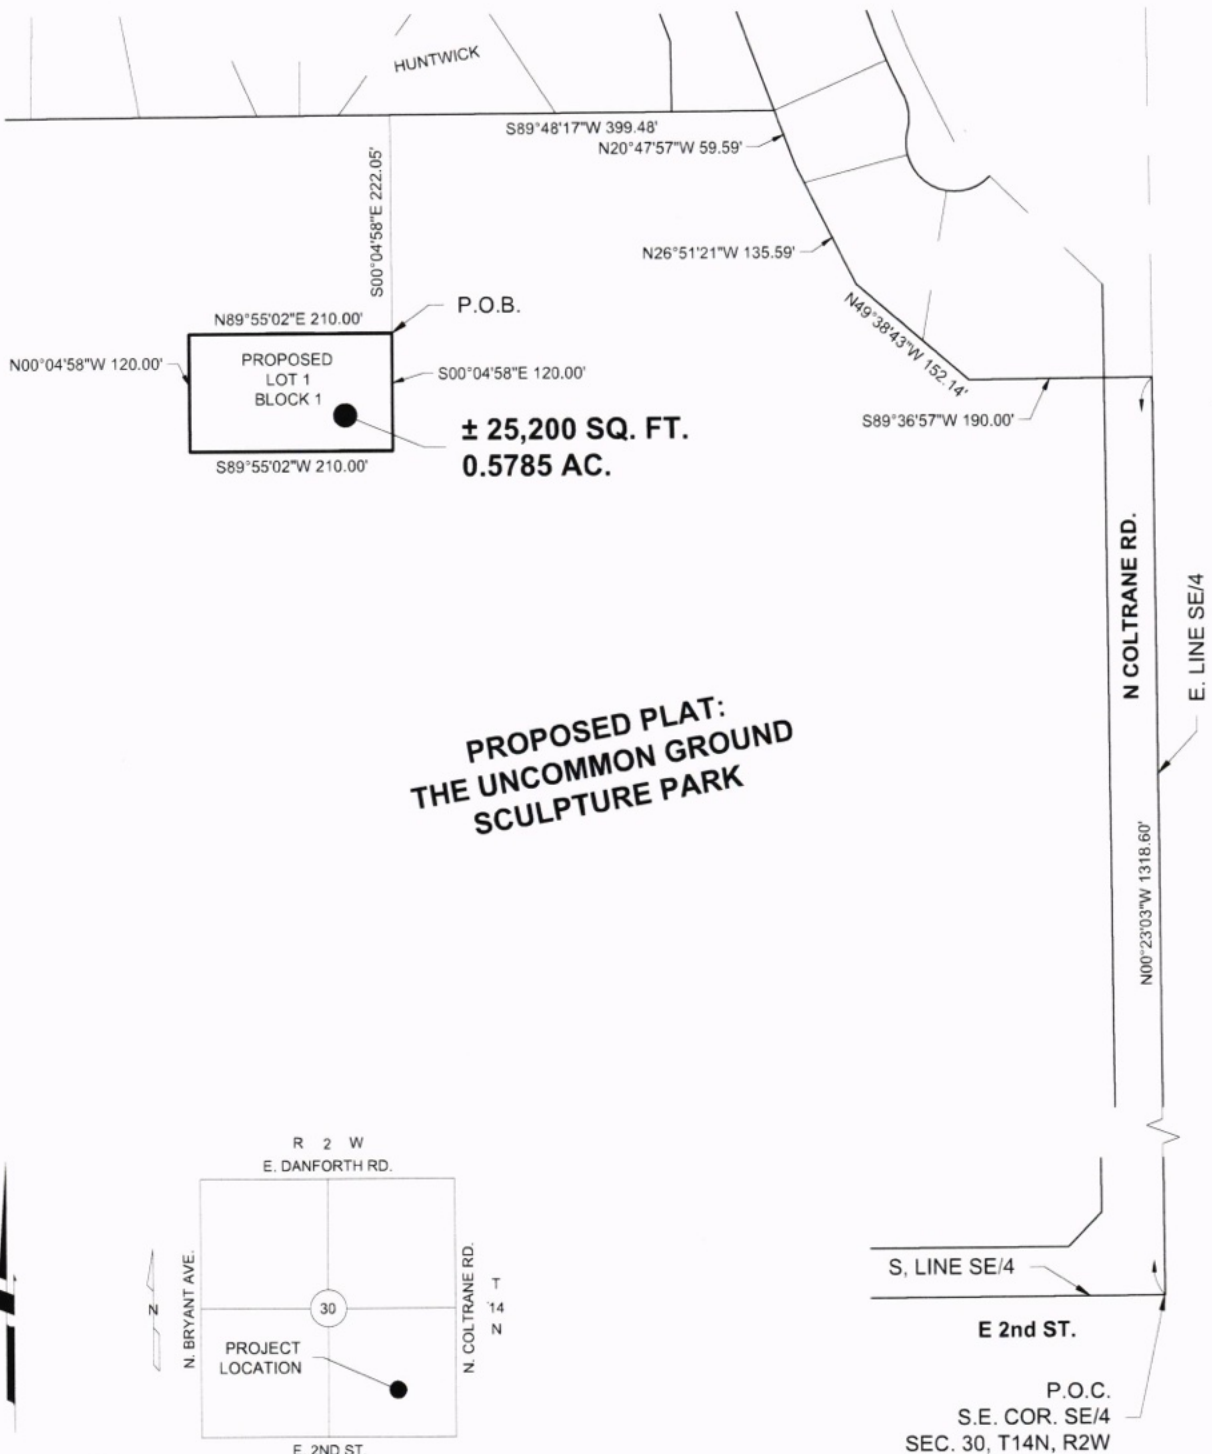 HUNTWICK
S89°48'17"W 399.48'
N20°47'57"W 59.59'
S00°04'58"E 222.05'
N26°51'21"W 135.59'
P.O.B.
N49°38'43"W 152.14'
N89°55'02"E 210.00'
N00°04'58"W 120.00'
PROPOSED
LOT 1
BLOCK 1
S00°04'58"E 120.00'
S89°36'57"W 190.00'
± 25,200 SQ. FT.
0.5785 AC.
S89°55'02"W 210.00'
N COLTRANE RD.
E. LINE SE/4
PROPOSED PLAT:
THE UNCOMMON GROUND
SCULPTURE PARK
N00°23'03"W 1318.60'
R 2 W
E. DANFORTH RD.
N. BRYANT AVE.
N. COLTRANE RD.
T
14
N
N
30
PROJECT
LOCATION
E. 2ND ST.
S, LINE SE/4
E 2nd ST.
P.O.C.
S.E. COR. SE/4
SEC. 30, T14N, R2W